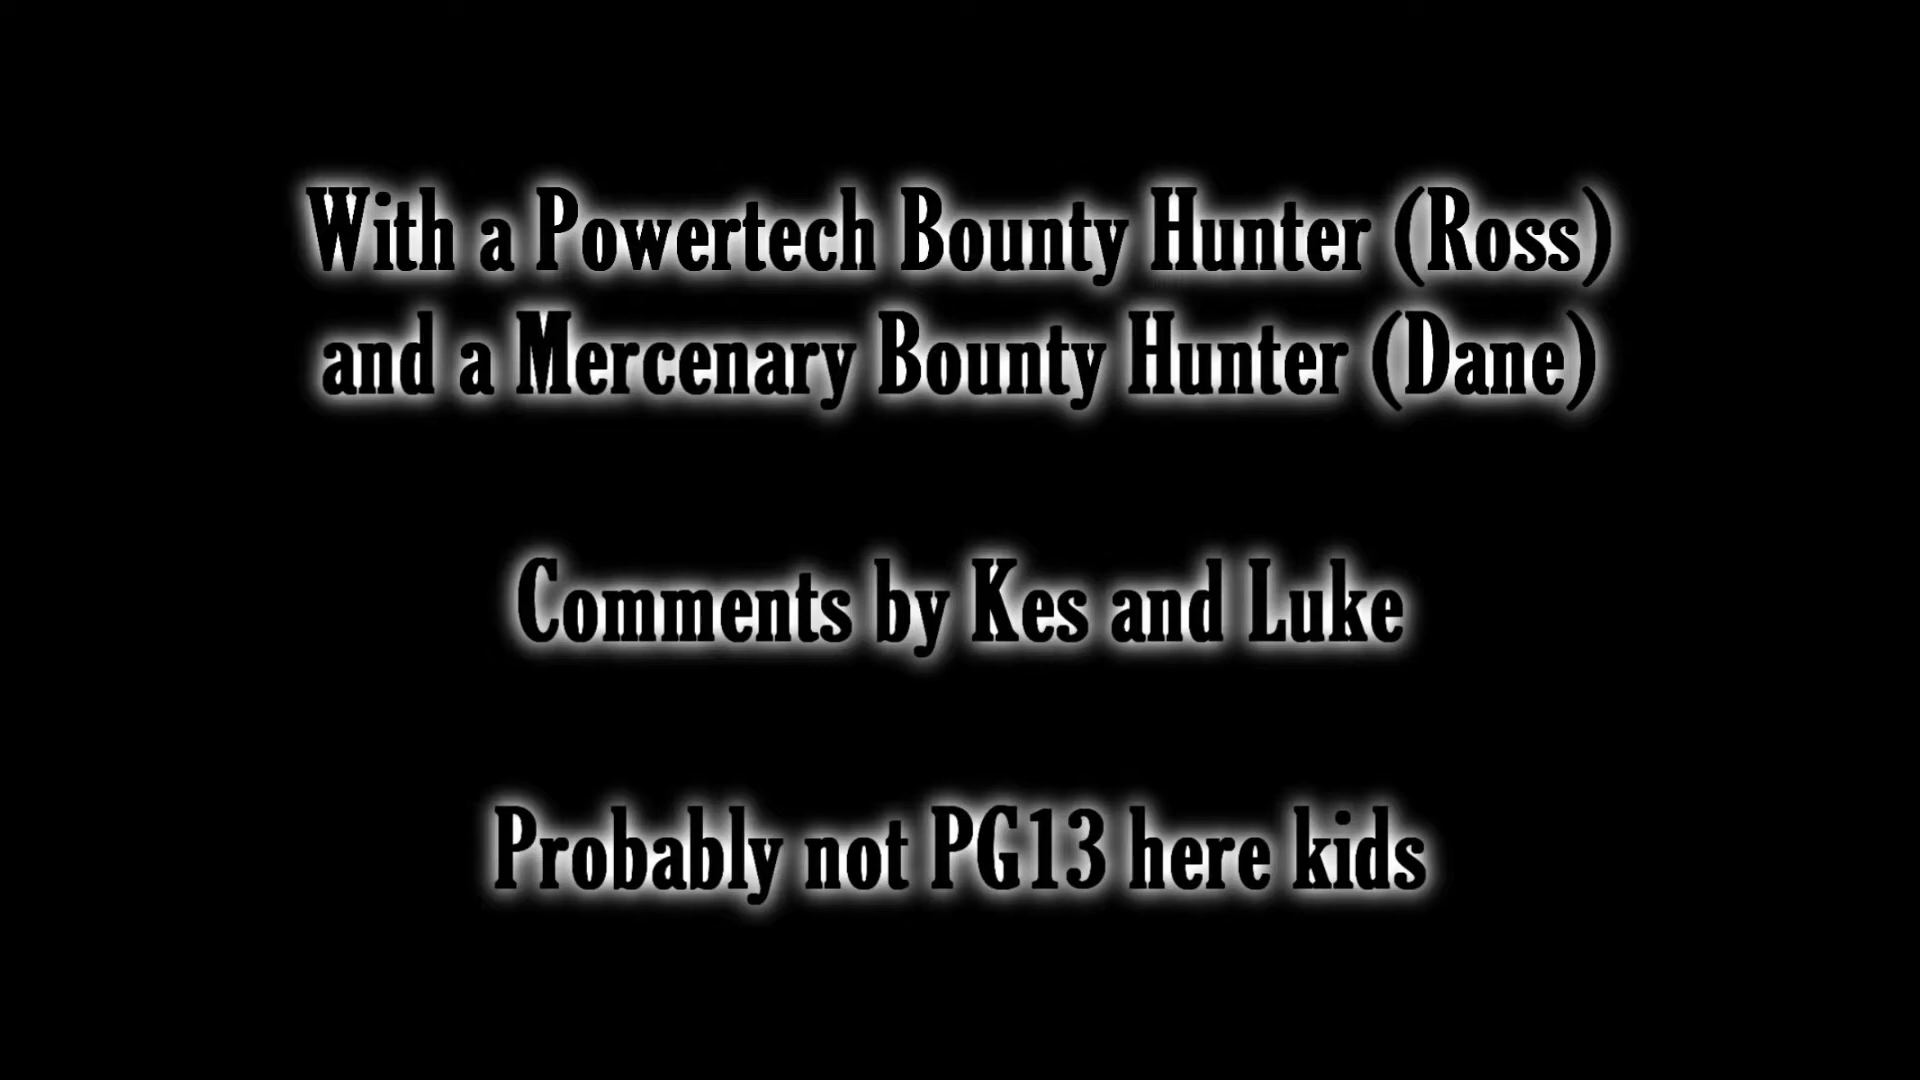 With a Powertech Bounty Hunter (Ross)
and a Mercenary Bounty Hunter (Dane)
Comments by Kes and Luke
Probably not PG13 here kids